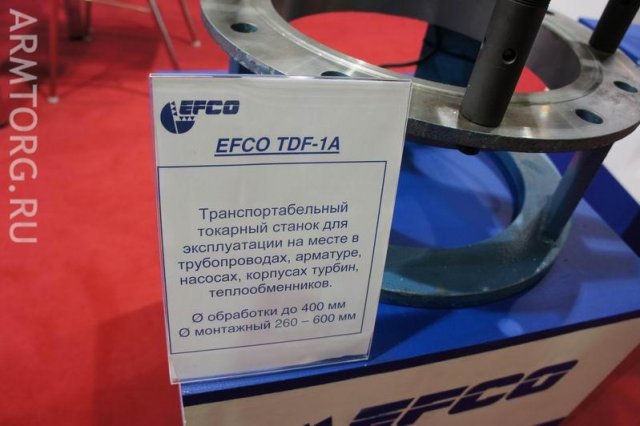 ARMTORG.RU
EFCO
EFCO TDF-1A
Транспортабельный
токарный станок для
эксплуатации на месте в
трубопроводах, арматуре,
насосах, корпусах турбин,
теплообменников.
Ø обработки до 400 мм
Ø монтажный 260 – 600 мм
EFCO